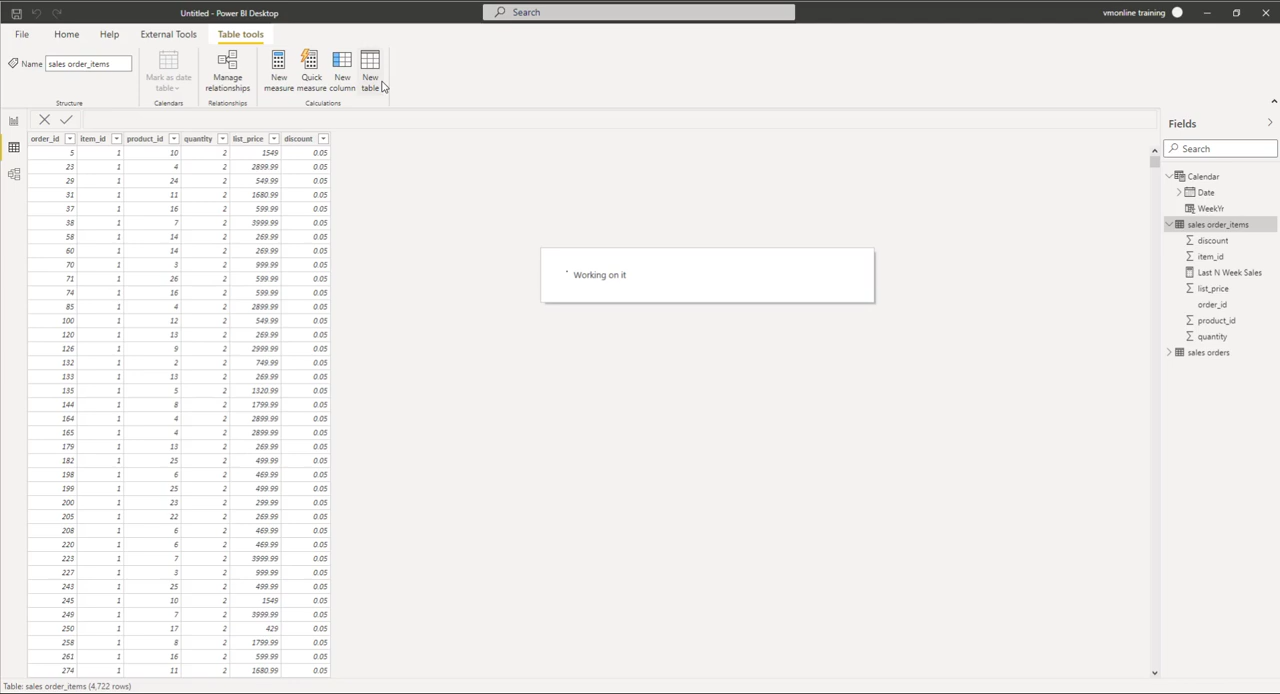 Untitled - Power BI Desktop
Search
vmonline training
File Home Help External Tools Table tools
Name sales order_items
Mark as date table
Manage relationships
New measure
Quick measure
New column
New table
Structure
Calendars
Relationships
Calculations
order_id item_id product_id quantity list_price discount
5 1 10 2 1549 0.05
23 1 4 2 2899.99 0.05
29 1 24 2 549.99 0.05
31 1 11 2 1680.99 0.05
37 1 16 2 599.99 0.05
38 1 7 2 3999.99 0.05
58 1 14 2 269.99 0.05
60 1 14 2 269.99 0.05
70 1 3 2 999.99 0.05
71 1 26 2 599.99 0.05
74 1 16 2 599.99 0.05
85 1 4 2 2899.99 0.05
100 1 12 2 549.99 0.05
120 1 13 2 269.99 0.05
126 1 9 2 2999.99 0.05
132 1 2 2 749.99 0.05
133 1 13 2 269.99 0.05
135 1 5 2 1320.99 0.05
144 1 8 2 1799.99 0.05
164 1 4 2 2899.99 0.05
165 1 4 2 2899.99 0.05
179 1 13 2 269.99 0.05
182 1 25 2 499.99 0.05
198 1 6 2 469.99 0.05
199 1 25 2 499.99 0.05
200 1 23 2 299.99 0.05
205 1 22 2 269.99 0.05
208 1 6 2 469.99 0.05
220 1 6 2 469.99 0.05
223 1 7 2 3999.99 0.05
227 1 3 2 999.99 0.05
243 1 25 2 499.99 0.05
245 1 10 2 1549 0.05
249 1 7 2 3999.99 0.05
250 1 17 2 429 0.05
258 1 8 2 1799.99 0.05
261 1 16 2 599.99 0.05
274 1 11 2 1680.99 0.05
Working on it
Fields
Search
Calendar
Date
WeekYr
sales order_items
discount
item_id
Last N Week Sales
list_price
order_id
product_id
quantity
sales orders
Table: sales order_items (4,722 rows)